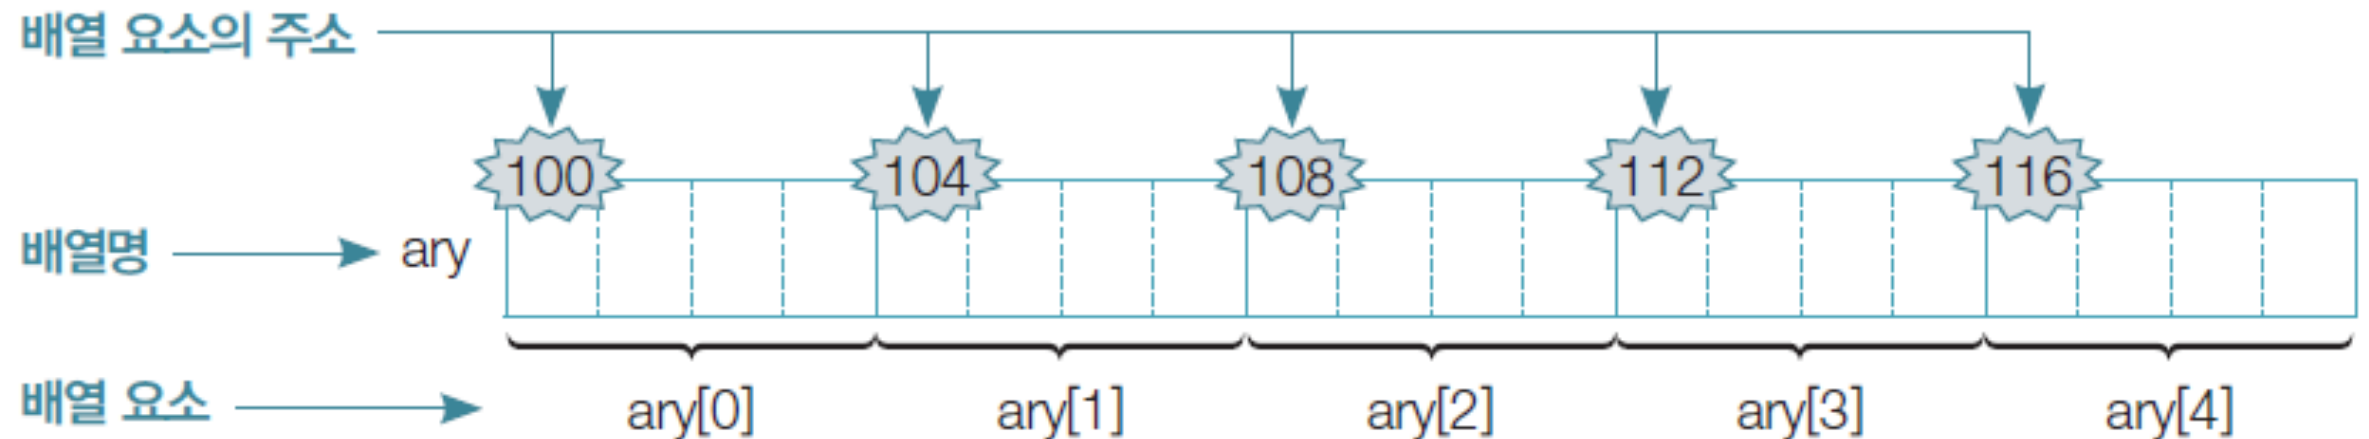 배열 요소의 주소
100 104 108 112 116
배열명 ary
배열 요소 ary[0] ary[1] ary[2] ary[3] ary[4]